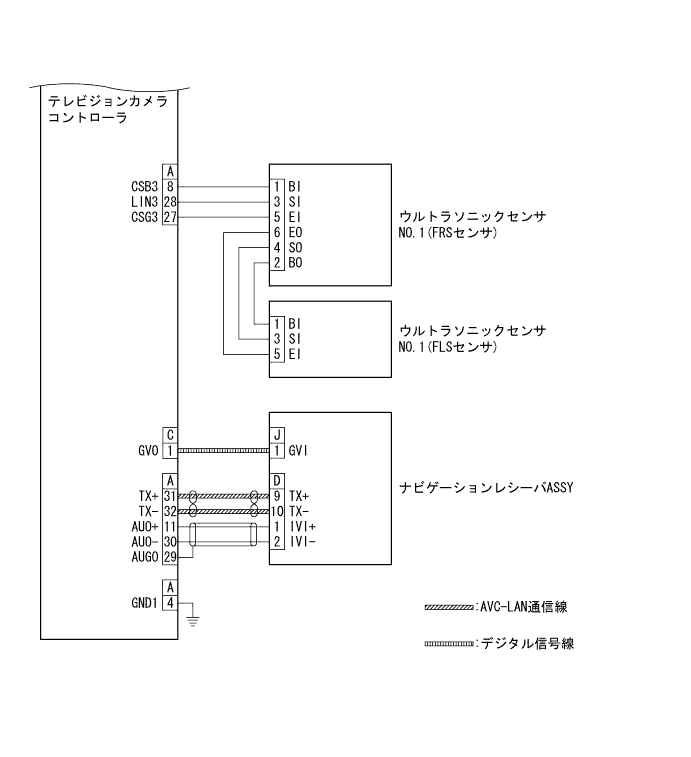 テレビジョンカメラ
コントローラ
A
CSB3 8
LIN3 28
CSG3 27
1 BI
3 SI
5 EI
6 EO
4 SO
2 BO
ウルトラソニックセンサ
NO.1(FRSセンサ)
1 BI
3 SI
5 EI
ウルトラソニックセンサ
NO.1(FLSセンサ)
C
GVO 1
J
1 GVI
A
TX+ 31
TX- 32
AUO+ 11
AUO- 30
AUGO 29
D
9 TX+
10 TX-
1 IVI+
2 IVI-
ナビゲーションレシーバASSY
A
GND1 4
:AVC-LAN通信線
:デジタル信号線